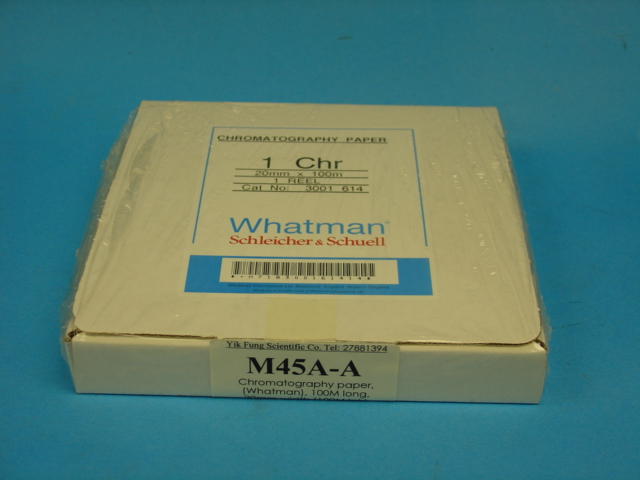 CHROMATOGRAPHY PAPER
1 Chr
20mm x 100m
1 REEL
Cat No: 3001 614
Whatman®
Schleicher & Schuell
Yik Fung Scientific Co. Tel: 27881394
M45A-A
Chromatography paper,
(Whatman), 100M long,